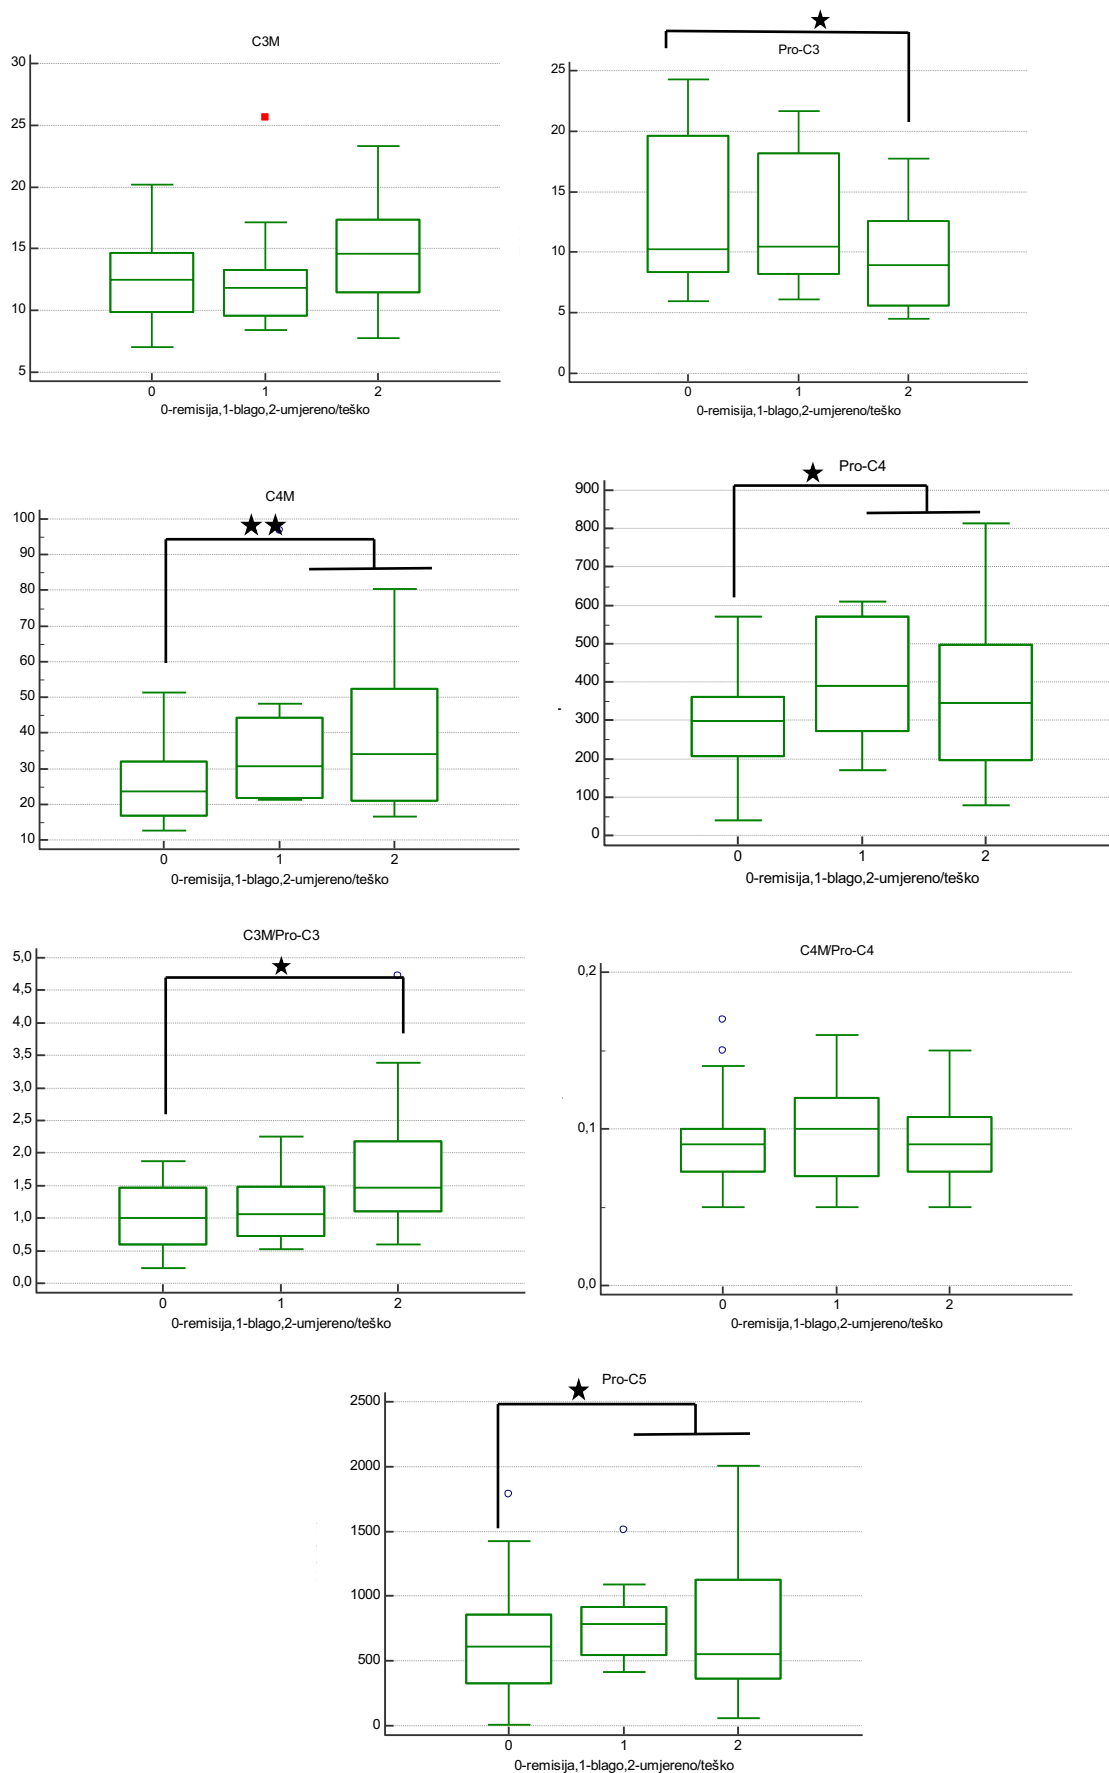 C3M
30
25
20
15
10
5
0 1 2
0-remisija,1-blago,2-umjereno/teško
Pro-C3
25
20
15
10
5
0
0 1 2
0-remisija,1-blago,2-umjereno/teško
C4M
100
90
80
70
60
50
40
30
20
10
0 1 2
0-remisija,1-blago,2-umjereno/teško
Pro-C4
900
800
700
600
500
400
300
200
100
0
0 1 2
0-remisija,1-blago,2-umjereno/teško
C3M/Pro-C3
5,0
4,5
4,0
3,5
3,0
2,5
2,0
1,5
1,0
0,5
0,0
0 1 2
0-remisija,1-blago,2-umjereno/teško
C4M/Pro-C4
0,2
0,1
0,0
0 1 2
0-remisija,1-blago,2-umjereno/teško
Pro-C5
2500
2000
1500
1000
500
0
0 1 2
0-remisija,1-blago,2-umjereno/teško